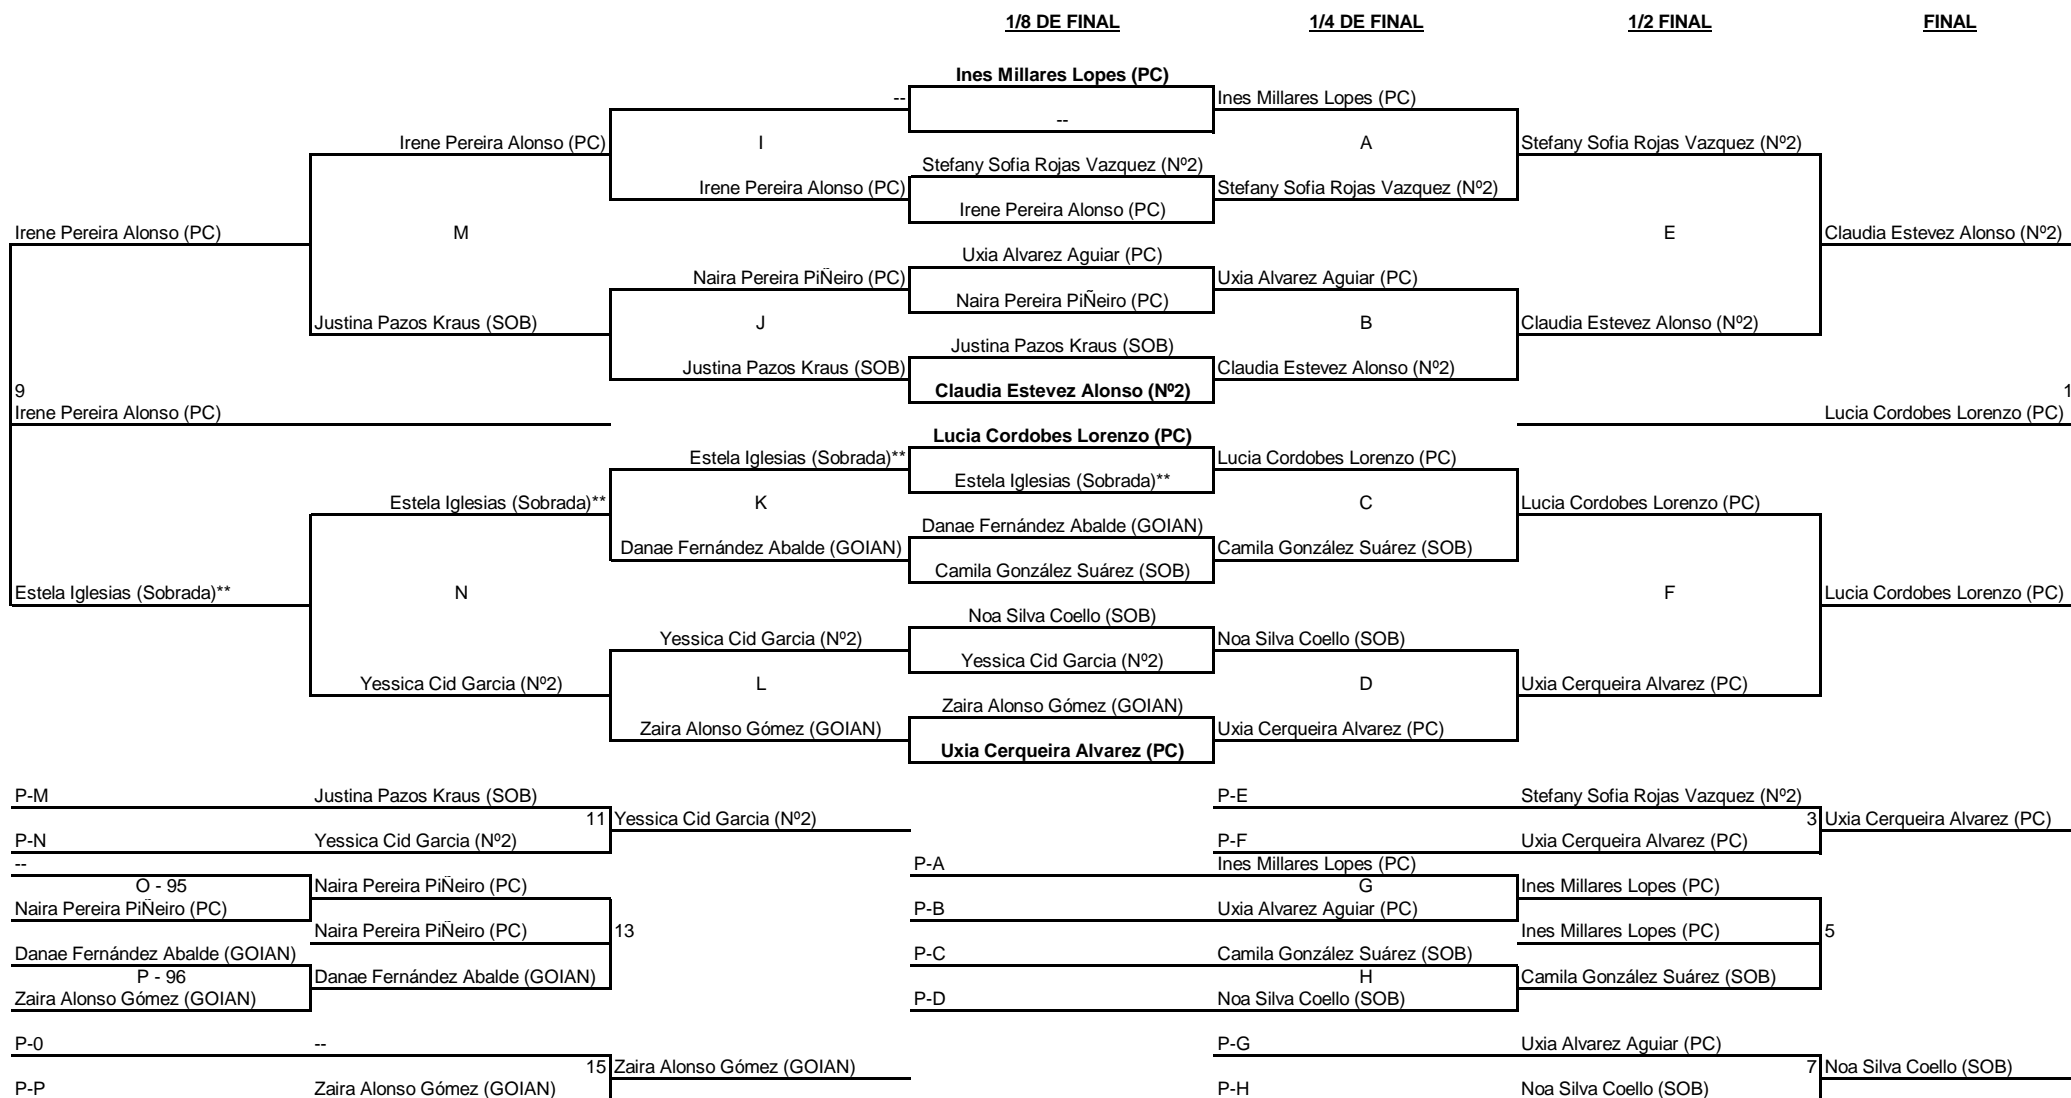 1/8 DE FINAL 1/4 DE FINAL 1/2 FINAL FINAL
Ines Millares Lopes (PC)
-- Ines Millares Lopes (PC)
--
Irene Pereira Alonso (PC) I A Stefany Sofia Rojas Vazquez (Nº2)
Stefany Sofia Rojas Vazquez (Nº2)
Irene Pereira Alonso (PC) Stefany Sofia Rojas Vazquez (Nº2)
Irene Pereira Alonso (PC)
Irene Pereira Alonso (PC) M E Claudia Estevez Alonso (Nº2)
Uxia Alvarez Aguiar (PC)
Naira Pereira PiÑeiro (PC) Uxia Alvarez Aguiar (PC)
Naira Pereira PiÑeiro (PC)
Justina Pazos Kraus (SOB) J B Claudia Estevez Alonso (Nº2)
Justina Pazos Kraus (SOB)
Justina Pazos Kraus (SOB) Claudia Estevez Alonso (Nº2)
9 Claudia Estevez Alonso (Nº2) 1
Irene Pereira Alonso (PC) Lucia Cordobes Lorenzo (PC)
Lucia Cordobes Lorenzo (PC)
Estela Iglesias (Sobrada)** Lucia Cordobes Lorenzo (PC)
Estela Iglesias (Sobrada)**
Estela Iglesias (Sobrada)** K C Lucia Cordobes Lorenzo (PC)
Danae Fernández Abalde (GOIAN)
Danae Fernández Abalde (GOIAN) Camila González Suárez (SOB)
Camila González Suárez (SOB)
Estela Iglesias (Sobrada)** N F Lucia Cordobes Lorenzo (PC)
Noa Silva Coello (SOB)
Yessica Cid Garcia (Nº2) Noa Silva Coello (SOB)
Yessica Cid Garcia (Nº2)
Yessica Cid Garcia (Nº2) L D Uxia Cerqueira Alvarez (PC)
Zaira Alonso Gómez (GOIAN)
Zaira Alonso Gómez (GOIAN) Uxia Cerqueira Alvarez (PC)
Uxia Cerqueira Alvarez (PC)
P-M Justina Pazos Kraus (SOB) P-E Stefany Sofia Rojas Vazquez (Nº2)
11 Yessica Cid Garcia (Nº2) 3 Uxia Cerqueira Alvarez (PC)
P-N Yessica Cid Garcia (Nº2) P-F Uxia Cerqueira Alvarez (PC)
-- P-A Ines Millares Lopes (PC)
O - 95 Naira Pereira PiÑeiro (PC) G Ines Millares Lopes (PC)
Naira Pereira PiÑeiro (PC) P-B Uxia Alvarez Aguiar (PC)
Naira Pereira PiÑeiro (PC) 13 Ines Millares Lopes (PC) 5
Danae Fernández Abalde (GOIAN) P-C Camila González Suárez (SOB)
P - 96 Danae Fernández Abalde (GOIAN) H Camila González Suárez (SOB)
Zaira Alonso Gómez (GOIAN) P-D Noa Silva Coello (SOB)
P-0 -- P-G Uxia Alvarez Aguiar (PC)
15 Zaira Alonso Gómez (GOIAN) 7 Noa Silva Coello (SOB)
P-P Zaira Alonso Gómez (GOIAN) P-H Noa Silva Coello (SOB)